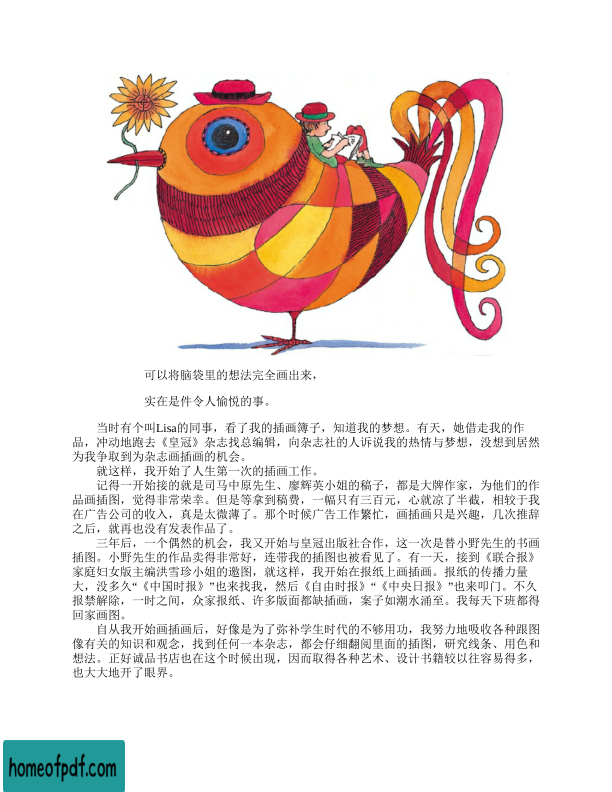 可以将脑袋里的想法完全画出来，
实在是件令人愉悦的事。
当时有个叫Lisa的同事，看了我的插画簿子，知道我的梦想。有天，她借走我的作
品，冲动地跑去《皇冠》杂志找总编辑，向杂志社的人诉说我的热情与梦想，没想到居然
为我争取到为杂志画插画的机会。
就这样，我开始了人生第一次的插画工作。
记得一开始接的就是司马中原先生、廖辉英小姐的稿子，都是大牌作家，为他们的作
品画插图，觉得非常荣幸。但是等拿到稿费，一幅只有三百元，心就凉了半截，相较于我
在广告公司的收入，真是太微薄了。那个时候广告工作繁忙，画插画只是兴趣，几次推辞
之后，就再也没有发表作品了。
三年后，一个偶然的机会，我又开始与皇冠出版社合作，这一次是替小野先生的书画
插图。小野先生的作品卖得非常好，连带我的插图也被看见了。有一天，接到《联合报》
家庭妇女版主编洪雪珍小姐的邀图，就这样，我开始在报纸上画插画。报纸的传播力量
大，没多久“《中国时报》”也来找我，然后《自由时报》“《中央日报》”也来叩门。不久
报禁解除，一时之间，众家报纸、许多版面都缺插画，案子如潮水涌至。我每天下班都得
回家画图。
自从我开始画插画后，好像是为了弥补学生时代的不够用功，我努力地吸收各种跟图
像有关的知识和观念，找到任何一本杂志，都会仔细翻阅里面的插图，研究线条、用色和
想法。正好诚品书店也在这个时候出现，因而取得各种艺术、设计书籍较以往容易得多，
也大大地开了眼界。
homeofpdf.com